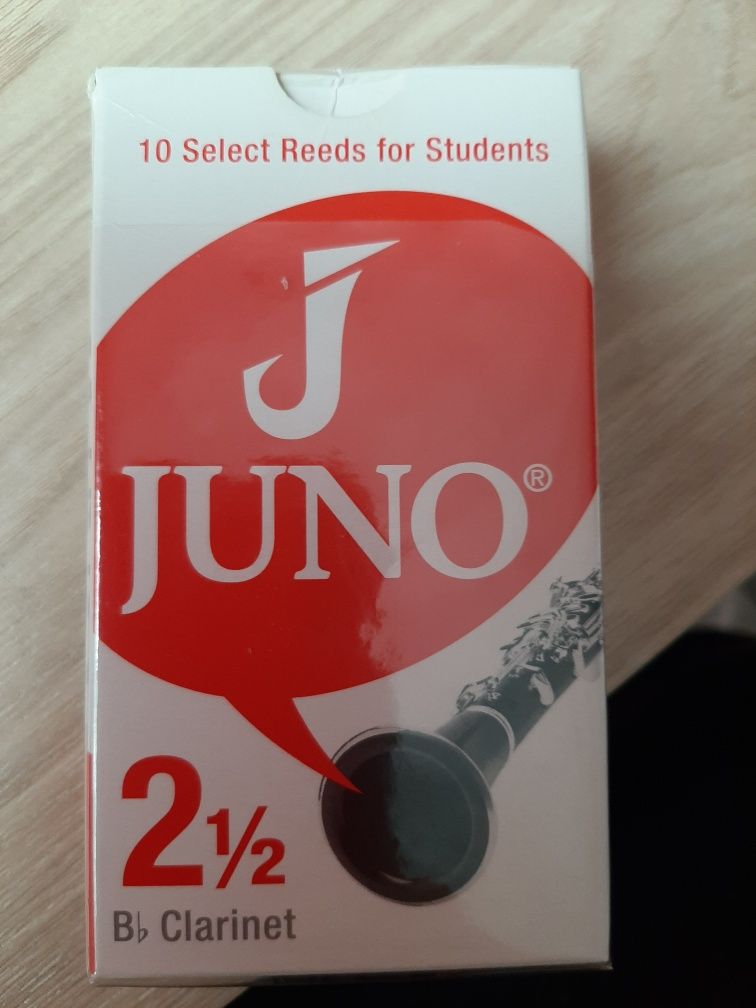 10 Select Reeds for Students
J
JUNO®
2½
B♭ Clarinet